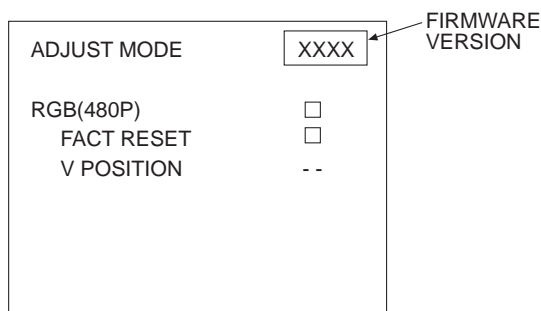 FIRMWARE
VERSION
ADJUST MODE XXXX
RGB(480P) □
FACT RESET □
V POSITION - -